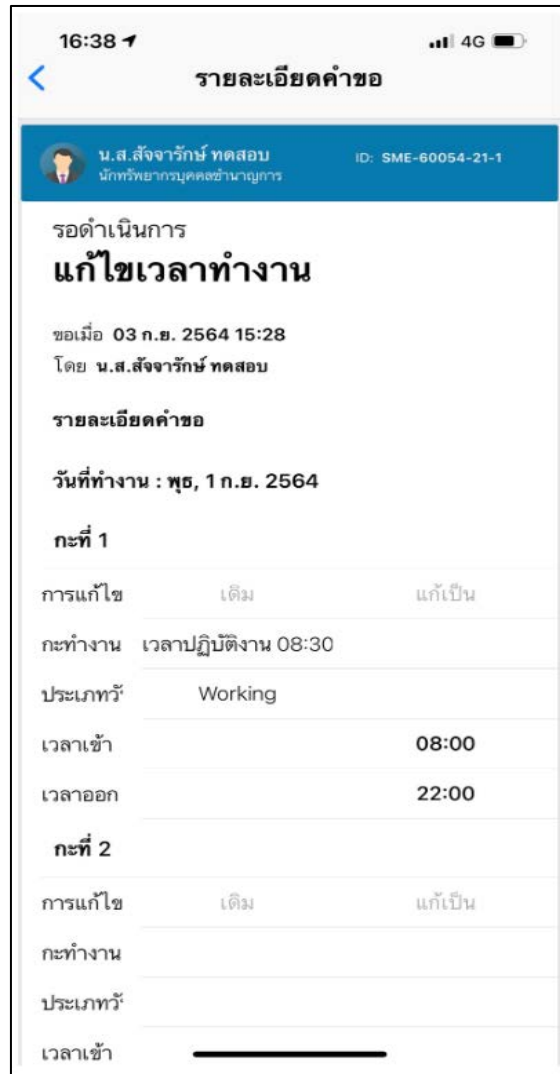 16:38 4G
รายละเอียดคำขอ
น.ส.สัจจารักษ์ ทดสอบ ID: SME-60054-21-1
นักทรัพยากรบุคคลชำนาญการ
รอดำเนินการ
แก้ไขเวลาทำงาน
ขอเมื่อ 03 ก.ย. 2564 15:28
โดย น.ส.สัจจารักษ์ ทดสอบ
รายละเอียดคำขอ
วันที่ทำงาน : พุธ, 1 ก.ย. 2564
กะที่ 1
การแก้ไข เดิม แก้เป็น
กะทำงาน เวลาปฏิบัติงาน 08:30
ประเภทวั Working
เวลาเข้า 08:00
เวลาออก 22:00
กะที่ 2
การแก้ไข เดิม แก้เป็น
กะทำงาน
ประเภทวั
เวลาเข้า